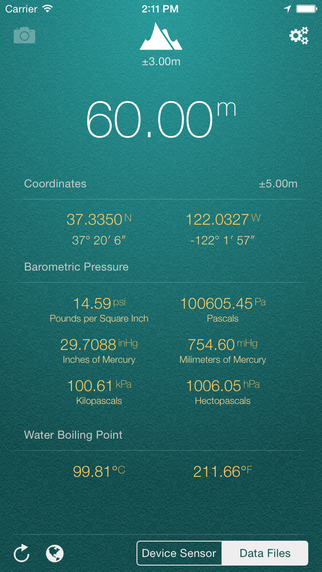 Carrier 2:11 PM
±3.00m
60.00m
Coordinates ±5.00m
37.3350 N 122.0327 W
37° 20′ 6″ -122° 1′ 57″
Barometric Pressure
14.59 psi 100605.45 Pa
Pounds per Square Inch Pascals
29.7088 inHg 754.60 mHg
Inches of Mercury Milimeters of Mercury
100.61 kPa 1006.05 hPa
Kilopascals Hectopascals
Water Boiling Point
99.81°C 211.66°F
Device Sensor Data Files